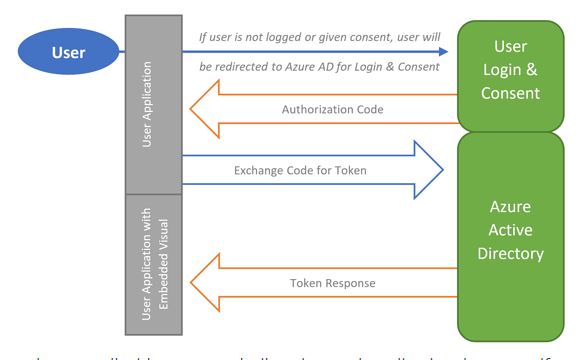 User
If user is not logged or given consent, user will
be redirected to Azure AD for Login & Consent
User
Login &
Consent
User Application
Authorization Code
Exchange Code for Token
Azure
Active
Directory
User Application with
Embedded Visual
Token Response